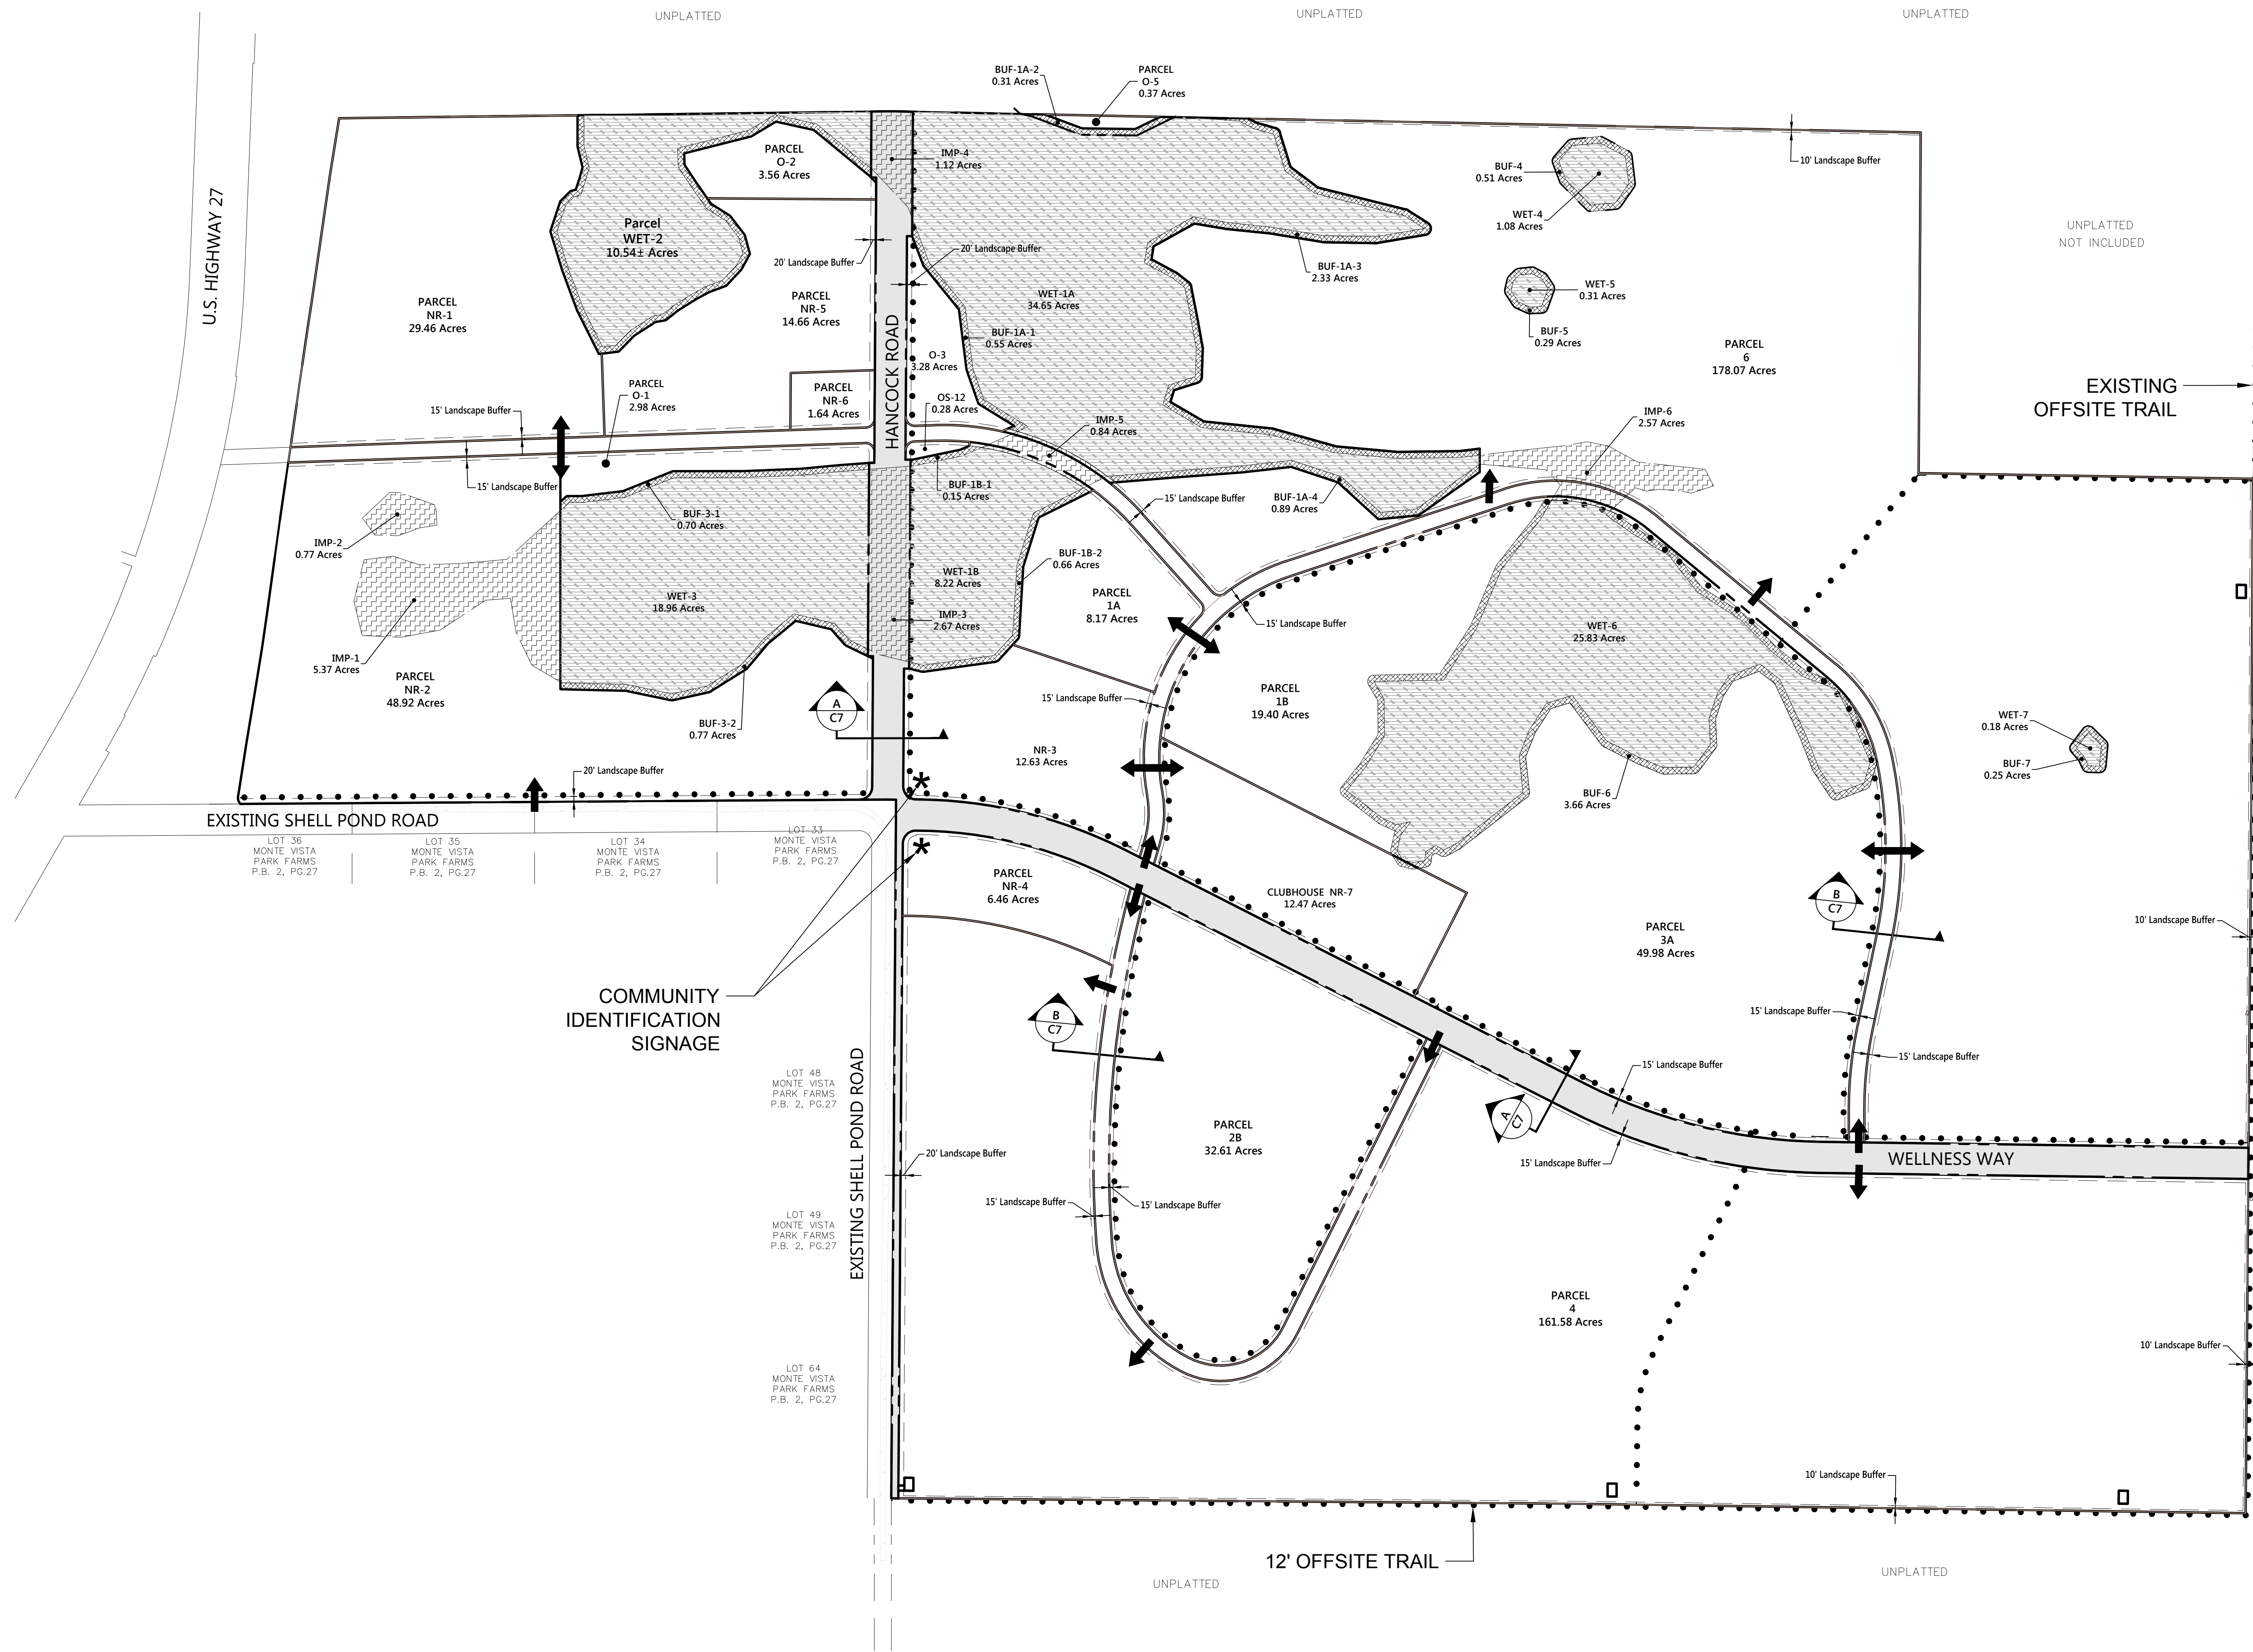 UNPLATTED
UNPLATTED
UNPLATTED
BUF-1A-2
0.31 Acres
PARCEL
O-5
0.37 Acres
U.S. HIGHWAY 27
PARCEL
O-2
3.56 Acres
IMP-4
1.12 Acres
10' Landscape Buffer
BUF-4
0.51 Acres
WET-4
1.08 Acres
UNPLATTED
NOT INCLUDED
Parcel
WET-2
10.54± Acres
20' Landscape Buffer
20' Landscape Buffer
BUF-1A-3
2.33 Acres
WET-5
0.31 Acres
BUF-5
0.29 Acres
PARCEL
NR-1
29.46 Acres
PARCEL
NR-5
14.66 Acres
WET-1A
34.65 Acres
BUF-1A-1
0.55 Acres
HANCOCK ROAD
PARCEL
6
178.07 Acres
O-3
3.28 Acres
EXISTING
OFFSITE TRAIL
PARCEL
O-1
2.98 Acres
PARCEL
NR-6
1.64 Acres
OS-12
0.28 Acres
15' Landscape Buffer
IMP-5
0.84 Acres
IMP-6
2.57 Acres
15' Landscape Buffer
BUF-1B-1
0.15 Acres
15' Landscape Buffer
BUF-1A-4
0.89 Acres
BUF-3-1
0.70 Acres
IMP-2
0.77 Acres
BUF-1B-2
0.66 Acres
WET-1B
8.22 Acres
WET-3
18.96 Acres
PARCEL
1A
8.17 Acres
IMP-3
2.67 Acres
15' Landscape Buffer
WET-6
25.83 Acres
IMP-1
5.37 Acres
PARCEL
NR-2
48.92 Acres
A
C7
BUF-3-2
0.77 Acres
15' Landscape Buffer
PARCEL
1B
19.40 Acres
WET-7
0.18 Acres
BUF-7
0.25 Acres
NR-3
12.63 Acres
20' Landscape Buffer
BUF-6
3.66 Acres
*
EXISTING SHELL POND ROAD
LOT 36
MONTE VISTA
PARK FARMS
P.B. 2, PG.27
LOT 35
MONTE VISTA
PARK FARMS
P.B. 2, PG.27
LOT 34
MONTE VISTA
PARK FARMS
P.B. 2, PG.27
LOT 33
MONTE VISTA
PARK FARMS
P.B. 2, PG.27
*
PARCEL
NR-4
6.46 Acres
CLUBHOUSE NR-7
12.47 Acres
B
C7
10' Landscape Buffer
PARCEL
3A
49.98 Acres
COMMUNITY
IDENTIFICATION
SIGNAGE
B
C7
15' Landscape Buffer
15' Landscape Buffer
15' Landscape Buffer
LOT 48
MONTE VISTA
PARK FARMS
P.B. 2, PG.27
EXISTING SHELL POND ROAD
A
C7
PARCEL
2B
32.61 Acres
20' Landscape Buffer
15' Landscape Buffer
WELLNESS WAY
15' Landscape Buffer
15' Landscape Buffer
LOT 49
MONTE VISTA
PARK FARMS
P.B. 2, PG.27
PARCEL
4
161.58 Acres
10' Landscape Buffer
LOT 64
MONTE VISTA
PARK FARMS
P.B. 2, PG.27
10' Landscape Buffer
12' OFFSITE TRAIL
UNPLATTED
UNPLATTED